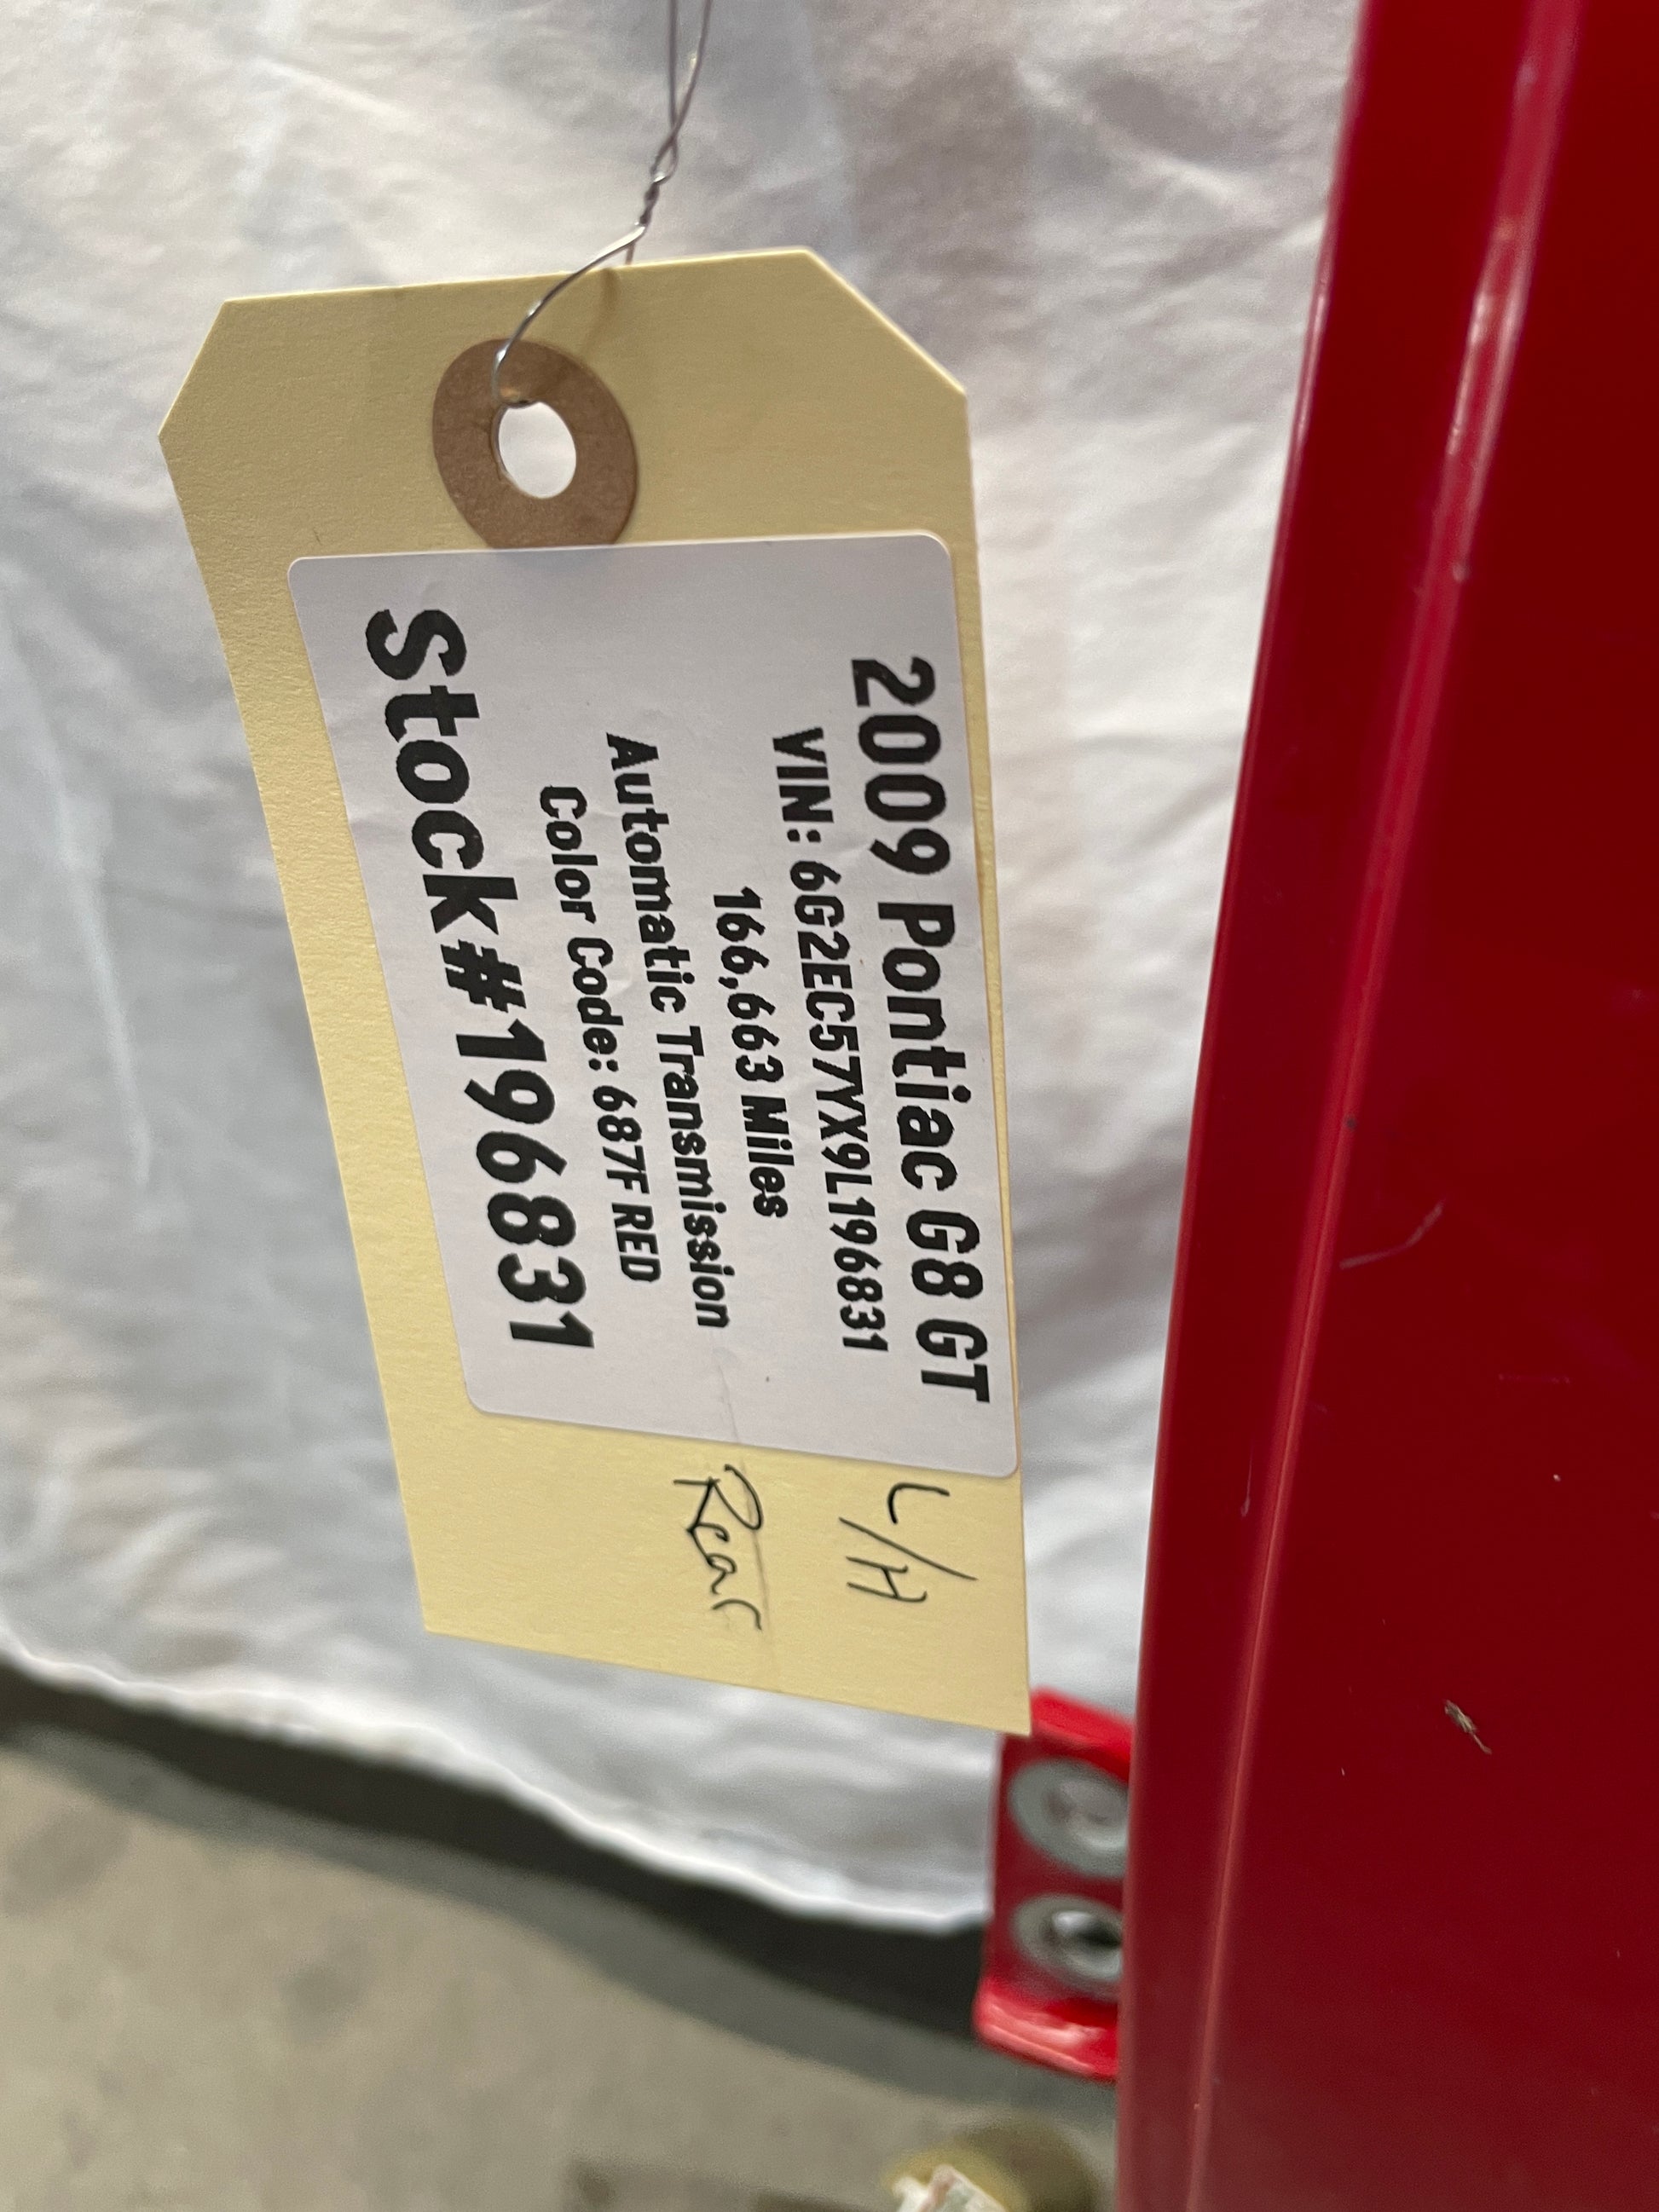 2009 Pontiac G8 GT
VIN: 6G2EC57YX9L196831
166,663 Miles
Automatic Transmission
Color Code: 687F RED
Stock#196831
L/H
Rear